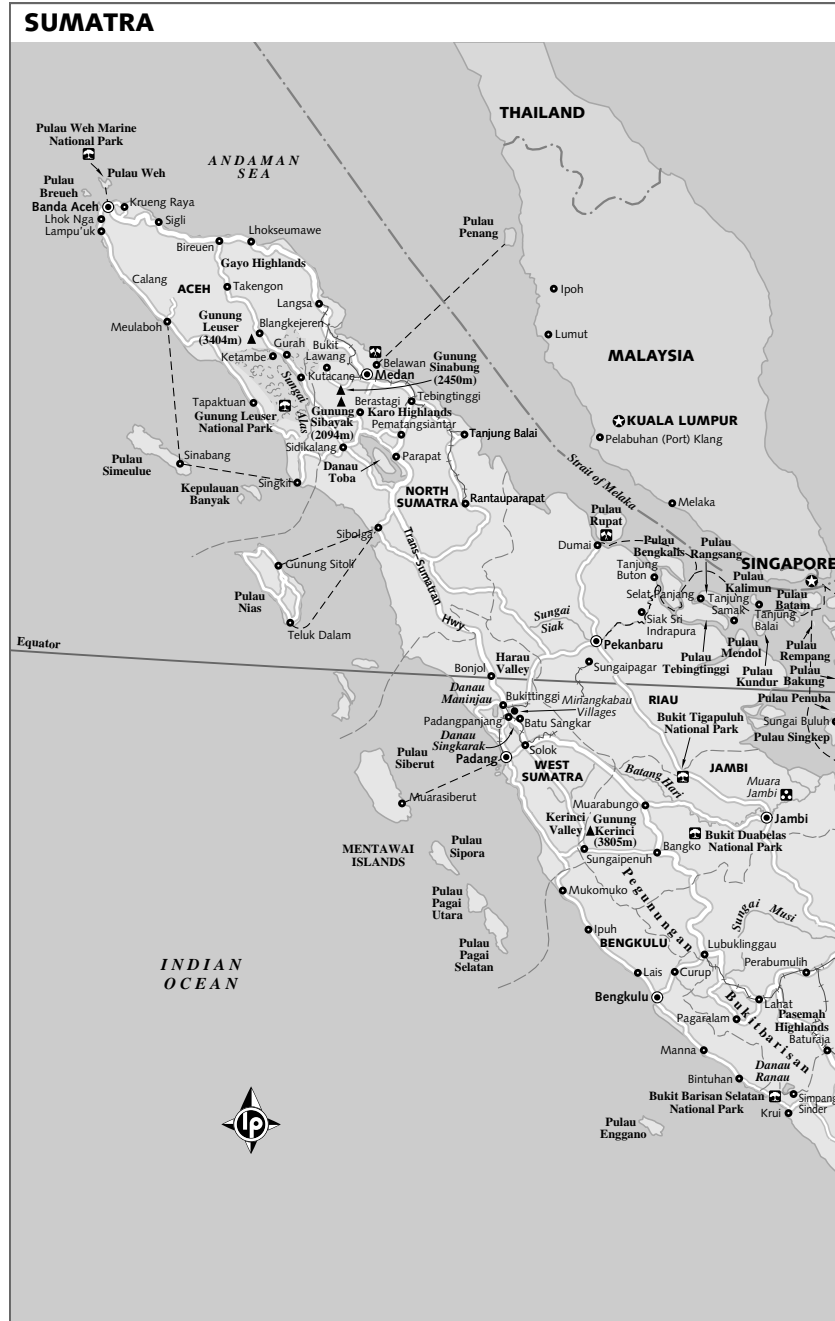 SUMATRA
THAILAND
Pulau Weh Marine
National Park
Pulau Weh
ANDAMAN
SEA
Pulau
Breueh
Banda Aceh
Krueng Raya
Lhok Nga
Lampu'uk
Sigli
Pulau
Penang
Bireuen
Lhokseumawe
Gayo Highlands
Calang
ACEH
Takengon
Ipoh
Langsa
Gunung
Leuser
(3404m)
Meulaboh
Blangkejeren
Lumut
Gurah
Bukit
Lawang
Belawan
Gunung
Sinabung
(2450m)
MALAYSIA
Ketambe
Kutacane
Medan
Sungai Alas
Tapaktuan
Gunung Leuser
National Park
Gunung
Sibayak
(2094m)
Berastagi
Tebingtinggi
Karo Highlands
Pematangsiantar
KUALA LUMPUR
Pelabuhan (Port) Klang
Tanjung Balai
Pulau
Simeulue
Sinabang
Sidikalang
Parapat
Danau
Toba
Singkil
Kepulauan
Banyak
NORTH
SUMATRA
Rantauparapat
Strait of Melaka
Melaka
Pulau
Rupat
Sibolga
Trans-Sumatran
Hwy
Dumai
Pulau
Bengkalis
Pulau
Rangsang
SINGAPORE
Gunung Sitoli
Pulau
Nias
Teluk Dalam
Tanjung
Buton
Pulau
Kalimun
Selat Panjang
Tanjung
Samak
Pulau
Batam
Tanjung
Balai
Sungai
Siak
Siak Sri
Indrapura
Equator
Pekanbaru
Pulau
Tebingtinggi
Pulau
Mendol
Pulau
Kundur
Pulau
Rempang
Pulau
Bakung
Bonjol
Harau
Valley
Sungaipagar
Danau
Maninjau
Bukittinggi
Minangkabau
Villages
RIAU
Pulau Penuba
Padangpanjang
Batu Sangkar
Bukit Tigapuluh
National Park
Sungai Buluh
Pulau Singkep
Danau
Singkarak
Pulau
Siberut
Padang
Solok
WEST
SUMATRA
Batang Hari
JAMBI
Muara
Jambi
Muarasiberut
Muarabungo
Jambi
Kerinci
Valley
Gunung
Kerinci
(3805m)
Bukit Duabelas
National Park
MENTAWAI
ISLANDS
Pulau
Sipora
Sungaipenuh
Bangko
Pulau
Pagai
Utara
Mukomuko
Pegunungan
Bukitbarisan
Sungai Musi
Pulau
Pagai
Selatan
Ipuh
BENGKULU
Lubuklinggau
INDIAN
OCEAN
Lais
Curup
Perabumulih
Bengkulu
Lahat
Pagaralam
Pasemah
Highlands
Baturaja
Manna
Danau
Ranau
Bintuhan
Bukit Barisan Selatan
National Park
Simpang
Sinder
Krui
Pulau
Enggano
lp